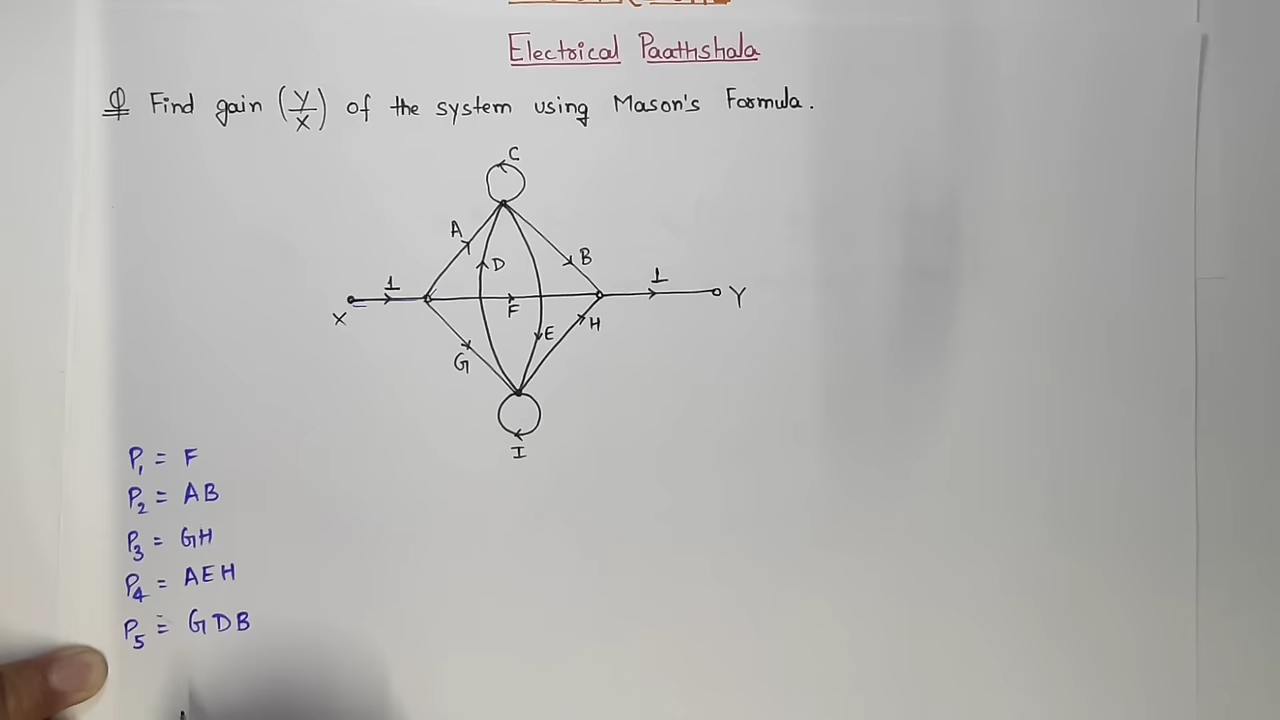 Electrical Paathshala
Q Find gain (Y/X) of the system using Mason's Formula.
C
A
D
B
1
1
X
F
Y
E
H
G
I
P₁ = F
P₂ = AB
P₃ = GH
P₄ = AEH
P₅ = GDB